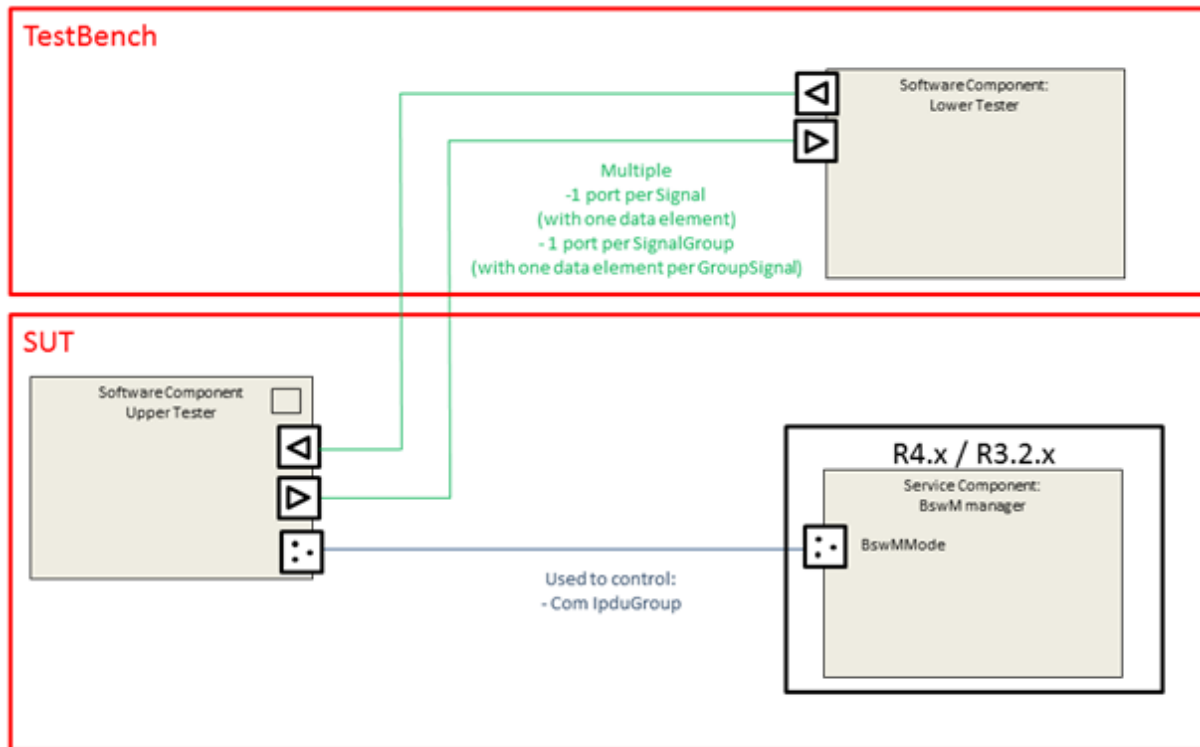 TestBench
Software Component:
Lower Tester
Multiple
-1 port per Signal
(with one data element)
- 1 port per SignalGroup
(with one data element per GroupSignal)
SUT
Software Component
Upper Tester
R4.x / R3.2.x
Service Component:
BswM manager
BswMMode
Used to control:
- Com IpduGroup